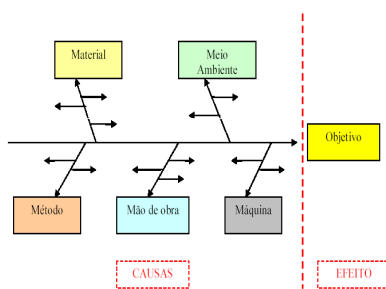 Material
Meio
Ambiente
Objetivo
Método
Mão de obra
Máquina
CAUSAS
EFEITO